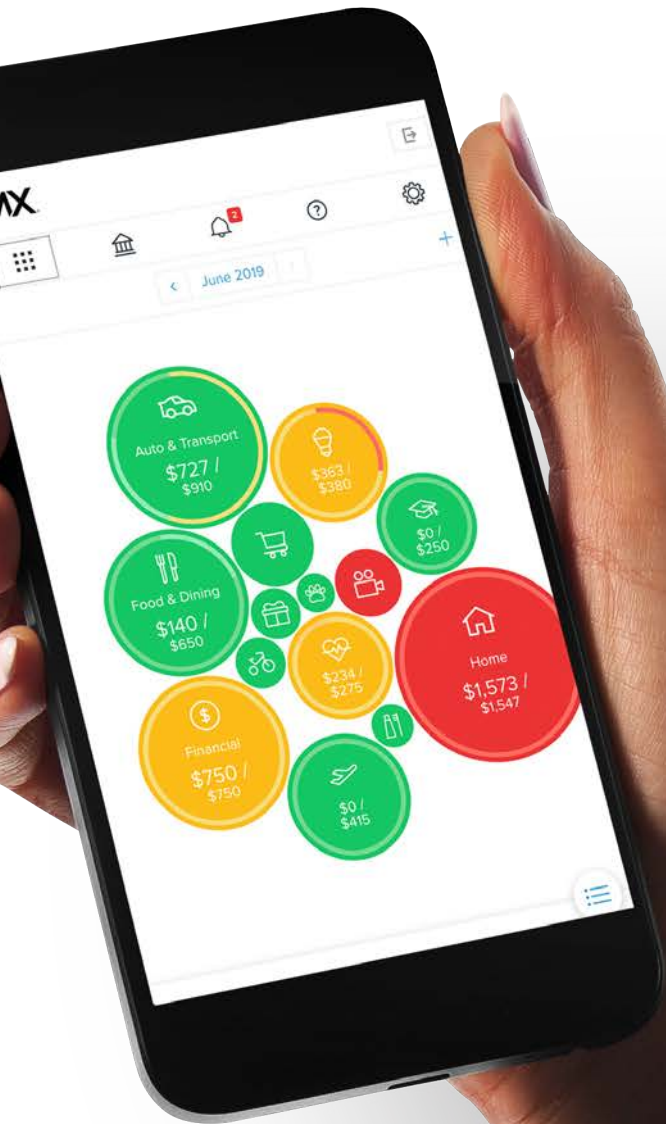 MX
2
June 2019
Auto & Transport
$727 /
$910
$363 /
$380
$0 /
$250
Food & Dining
$140 /
$650
Home
$1,573 /
$1,547
$234 /
$275
Financial
$750 /
$750
$0 /
$415